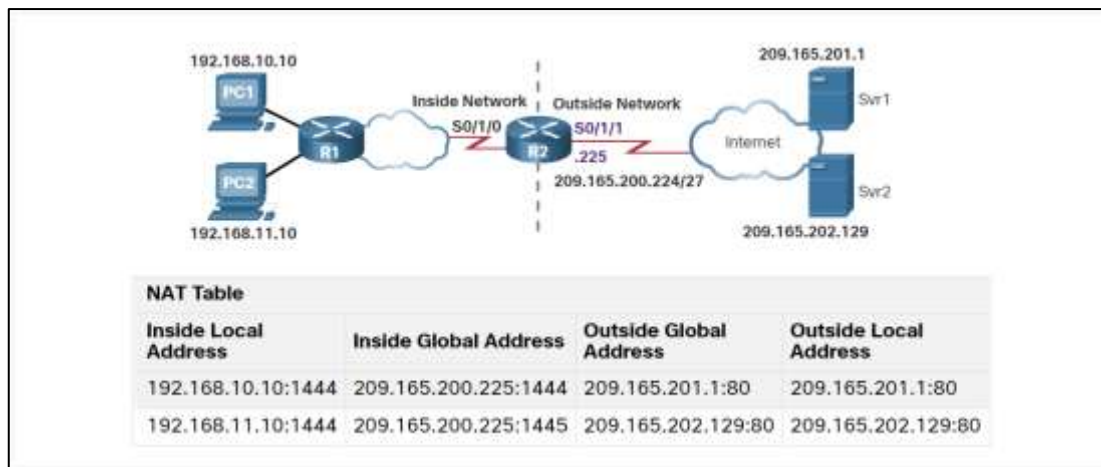 192.168.10.10
209.165.201.1
PC1
Inside Network
Outside Network
Svr1
S0/1/0
S0/1/1
R1
R2
Internet
.225
PC2
209.165.200.224/27
Svr2
192.168.11.10
209.165.202.129
NAT Table
Inside Local Address
Inside Global Address
Outside Global Address
Outside Local Address
192.168.10.10:1444 209.165.200.225:1444 209.165.201.1:80 209.165.201.1:80
192.168.11.10:1444 209.165.200.225:1445 209.165.202.129:80 209.165.202.129:80